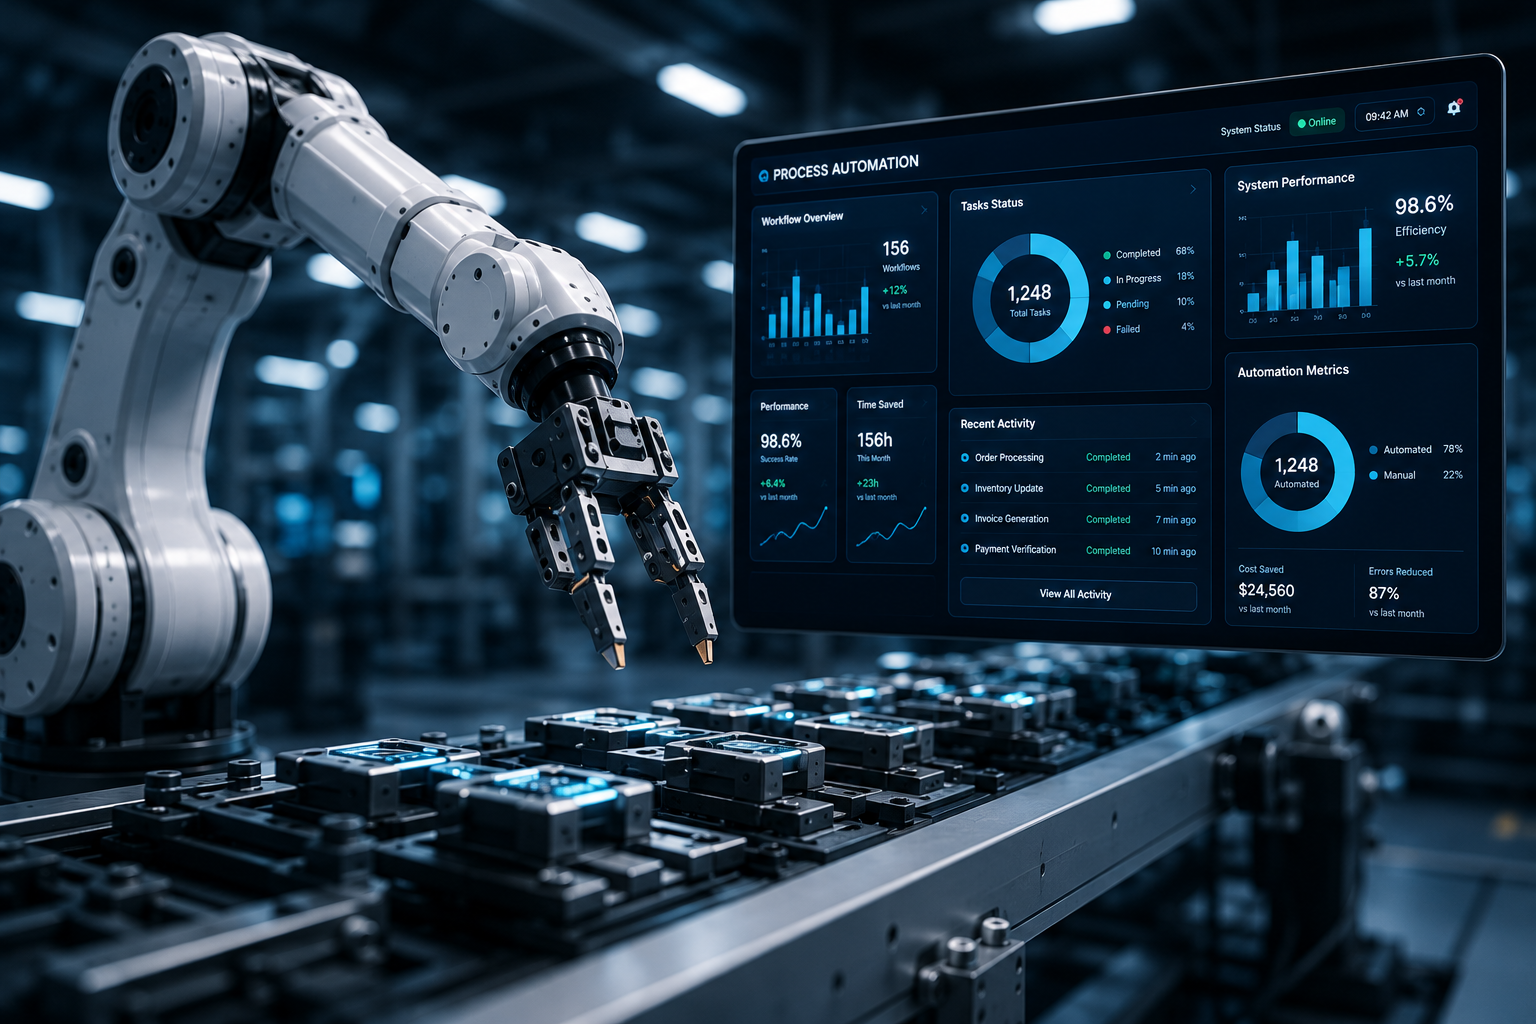 PROCESS AUTOMATION
System Status
Online
09:42 AM
Workflow Overview
156
Workflows
+12%
vs last month
Tasks Status
1,248
Total Tasks
Completed 68%
In Progress 18%
Pending 10%
Failed 4%
System Performance
98.6%
Efficiency
+5.7%
vs last month
Performance
98.6%
Success Rate
+6.4%
vs last month
Time Saved
156h
This Month
+23h
vs last month
Recent Activity
Order Processing Completed 2 min ago
Inventory Update Completed 5 min ago
Invoice Generation Completed 7 min ago
Payment Verification Completed 10 min ago
View All Activity
Automation Metrics
1,248
Automated
Automated 78%
Manual 22%
Cost Saved
$24,560
vs last month
Errors Reduced
87%
vs last month